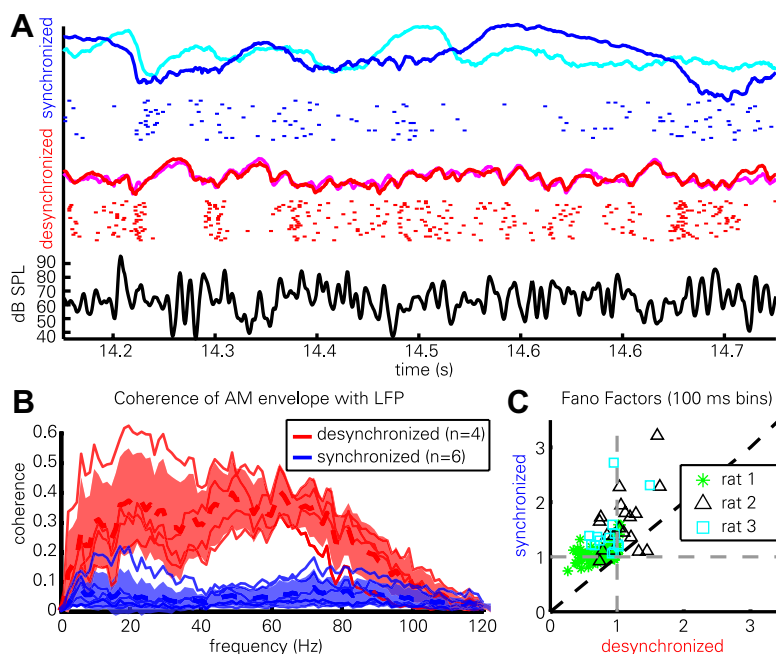 A
synchronized
desynchronized
dB SPL
90
80
70
60
50
40
14.2 14.3 14.4 14.5 14.6 14.6 14.7
time (s)
B
Coherence of AM envelope with LFP
desynchronized (n=4)
synchronized (n=6)
coherence
0.6
0.5
0.4
0.3
0.2
0.1
0
0 20 40 60 80 100 120
frequency (Hz)
C
Fano Factors (100 ms bins)
rat 1
rat 2
rat 3
synchronized
3
2
1
0
0 1 2 3
desynchronized